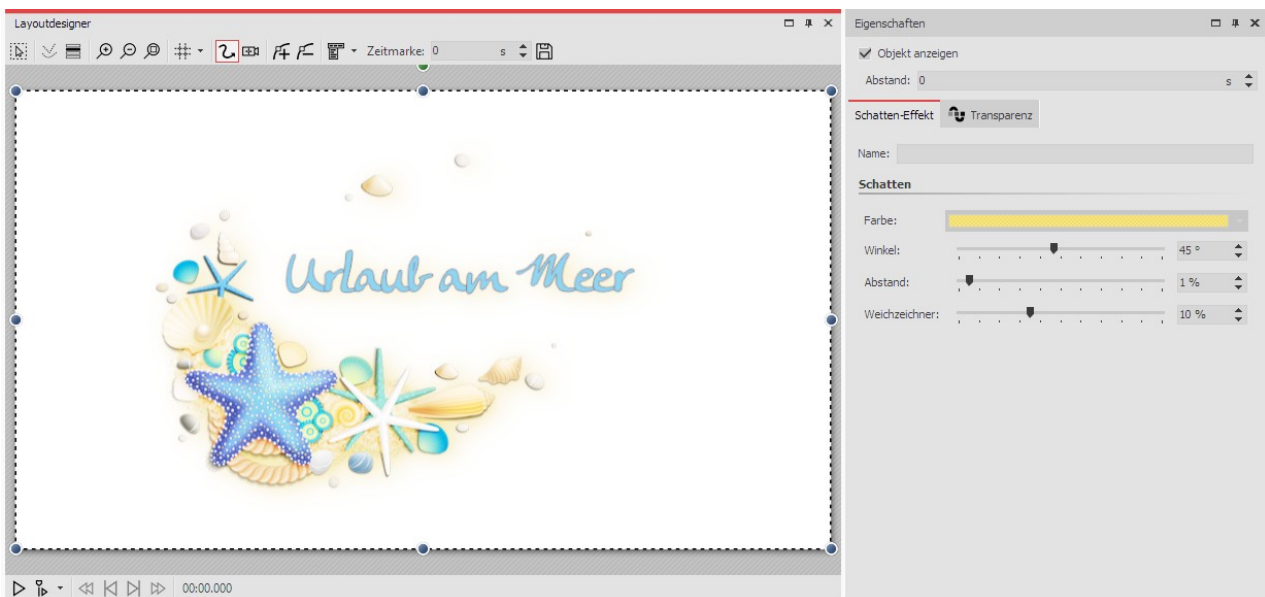 Layoutdesigner
Zeitmarke: 0 s
Urlaub am Meer
00:00.000
Eigenschaften
Objekt anzeigen
Abstand: 0 s
Schatten-Effekt Transparenz
Name:
Schatten
Farbe:
Winkel: 45 °
Abstand: 1 %
Weichzeichner: 10 %